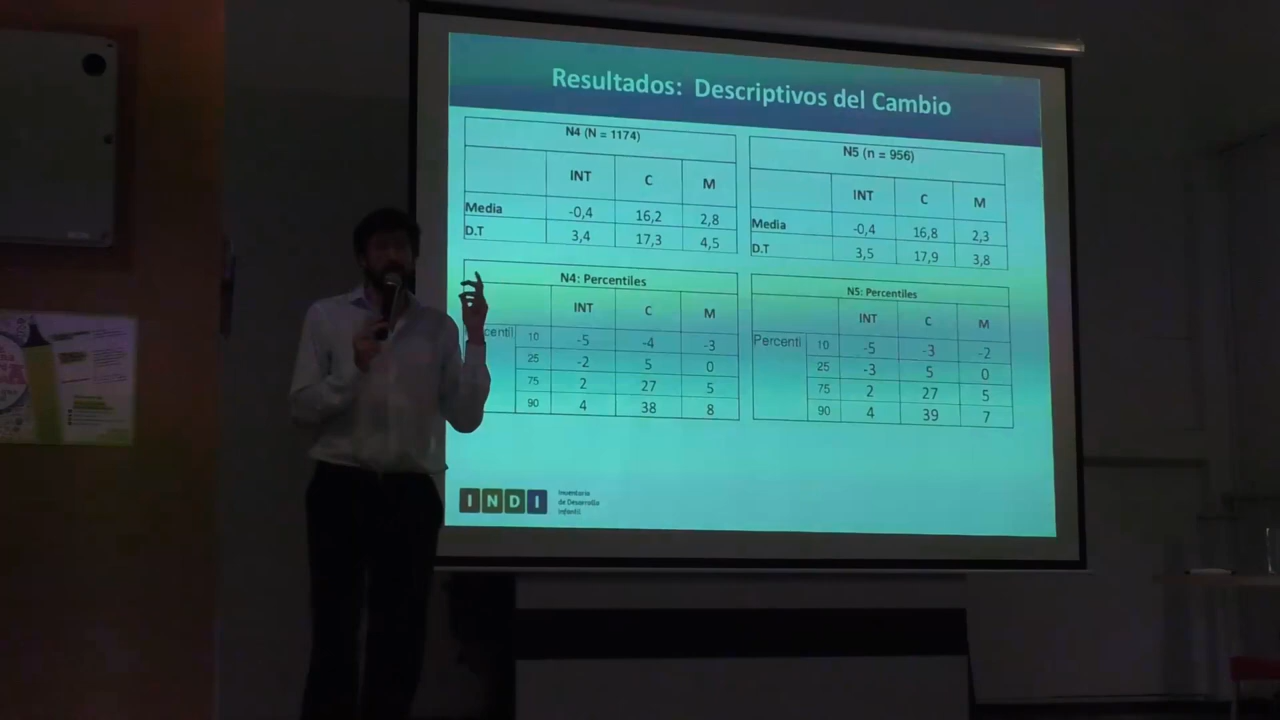 Resultados: Descriptivos del Cambio
N4 (N = 1174)
INT C M
Media -0,4 16,2 2,8
D.T 3,4 17,3 4,5
N5 (n = 956)
INT C M
Media -0,4 16,8 2,3
D.T 3,5 17,9 3,8
N4: Percentiles
INT C M
centil 10 -5 -4 -3
25 -2 5 0
75 2 27 5
90 4 38 8
N5: Percentiles
INT C M
Percenti 10 -5 -3 -2
25 -3 5 0
75 2 27 5
90 4 39 7
INDI
Inventario
de Desarrollo
Infantil